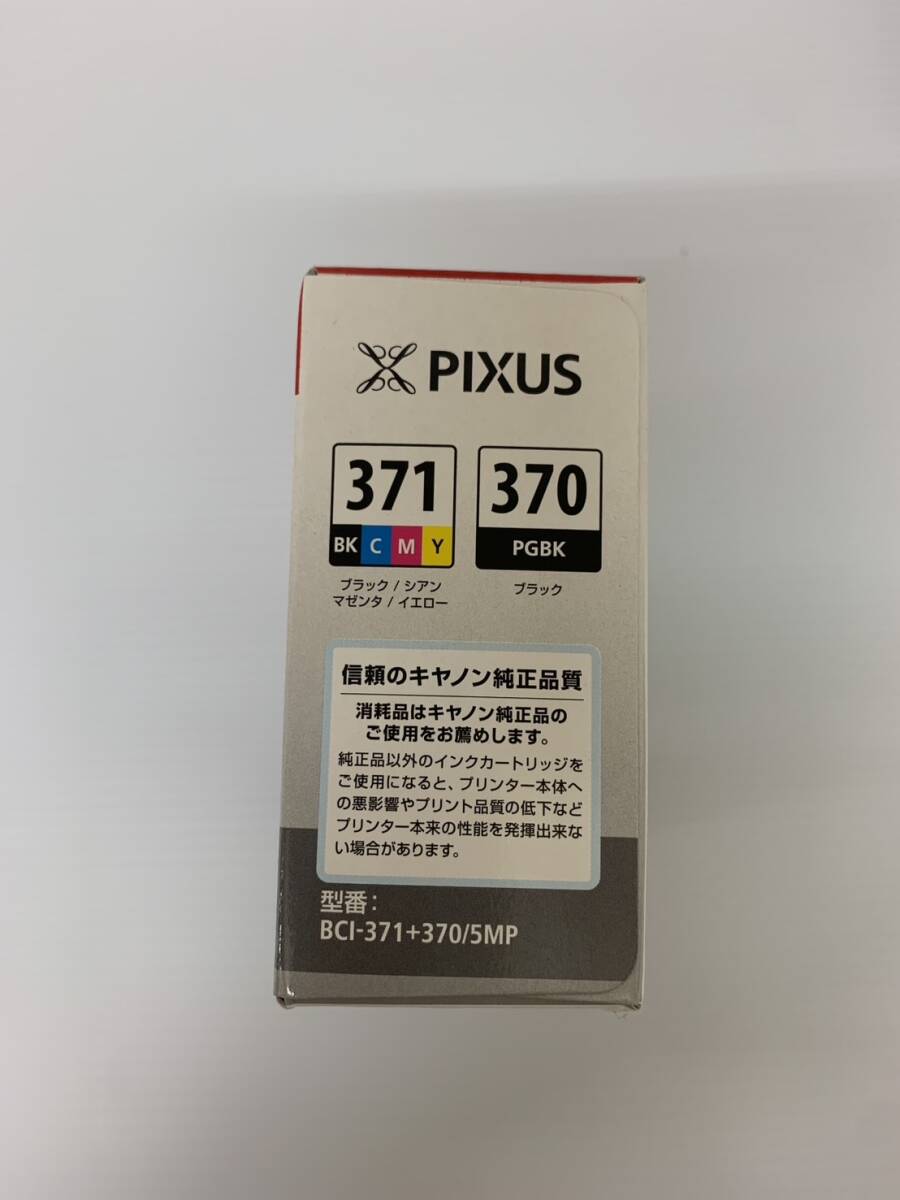 PIXUS
371 370
BK C M Y PGBK
ブラック / シアン
マゼンタ / イエロー
ブラック
信頼のキヤノン純正品質
消耗品はキヤノン純正品の
ご使用をお薦めします。
純正品以外のインクカートリッジを
ご使用になると、プリンター本体へ
の悪影響やプリント品質の低下など
プリンター本来の性能を発揮出来な
い場合があります。
型番:
BCI-371+370/5MP